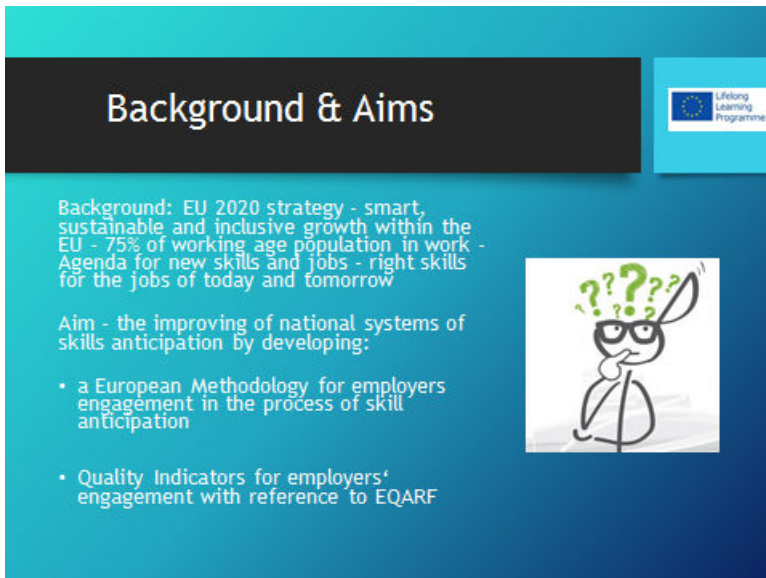 Background & Aims
Lifelong
Learning
Programme
Background: EU 2020 strategy - smart,
sustainable and inclusive growth within the
EU - 75% of working age population in work -
Agenda for new skills and jobs - right skills
for the jobs of today and tomorrow
Aim - the improving of national systems of
skills anticipation by developing:
• a European Methodology for employers
engagement in the process of skill
anticipation
• Quality Indicators for employers‘
engagement with reference to EQARF
???????